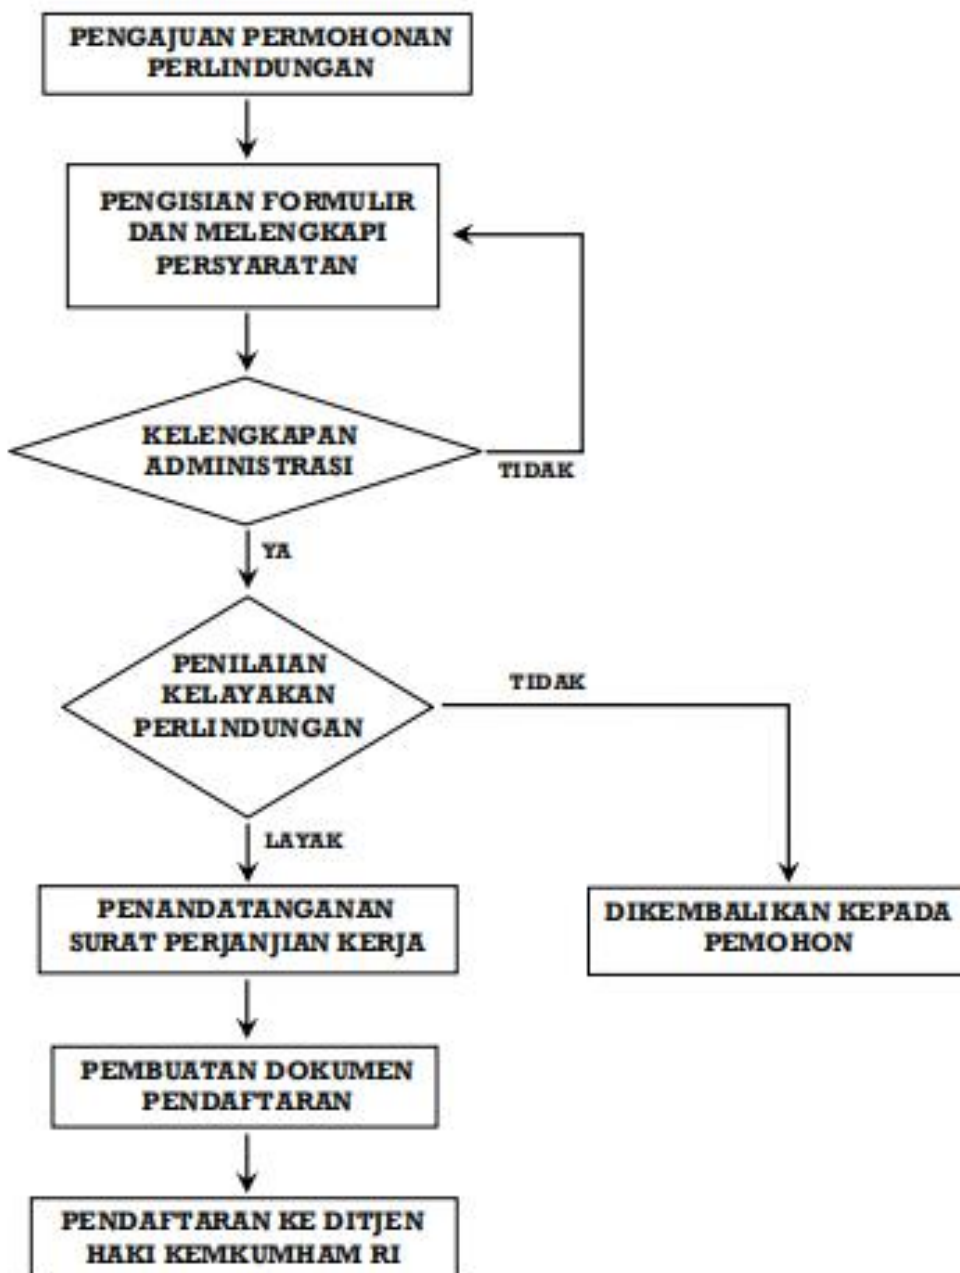 PENGAJUAN PERMOHONAN
PERLINDUNGAN
PENGISIAN FORMULIR
DAN MELENGKAPI
PERSYARATAN
KELENGKAPAN
ADMINISTRASI
TIDAK
YA
PENILAIAN
KELAYAKAN
PERLINDUNGAN
TIDAK
LAYAK
PENANDATANGANAN
SURAT PERJANJIAN KERJA
DIKEMBALIKAN KEPADA
PEMOHON
PEMBUATAN DOKUMEN
PENDAFTARAN
PENDAFTARAN KE DITJEN
HAKI KEMKUMHAM RI